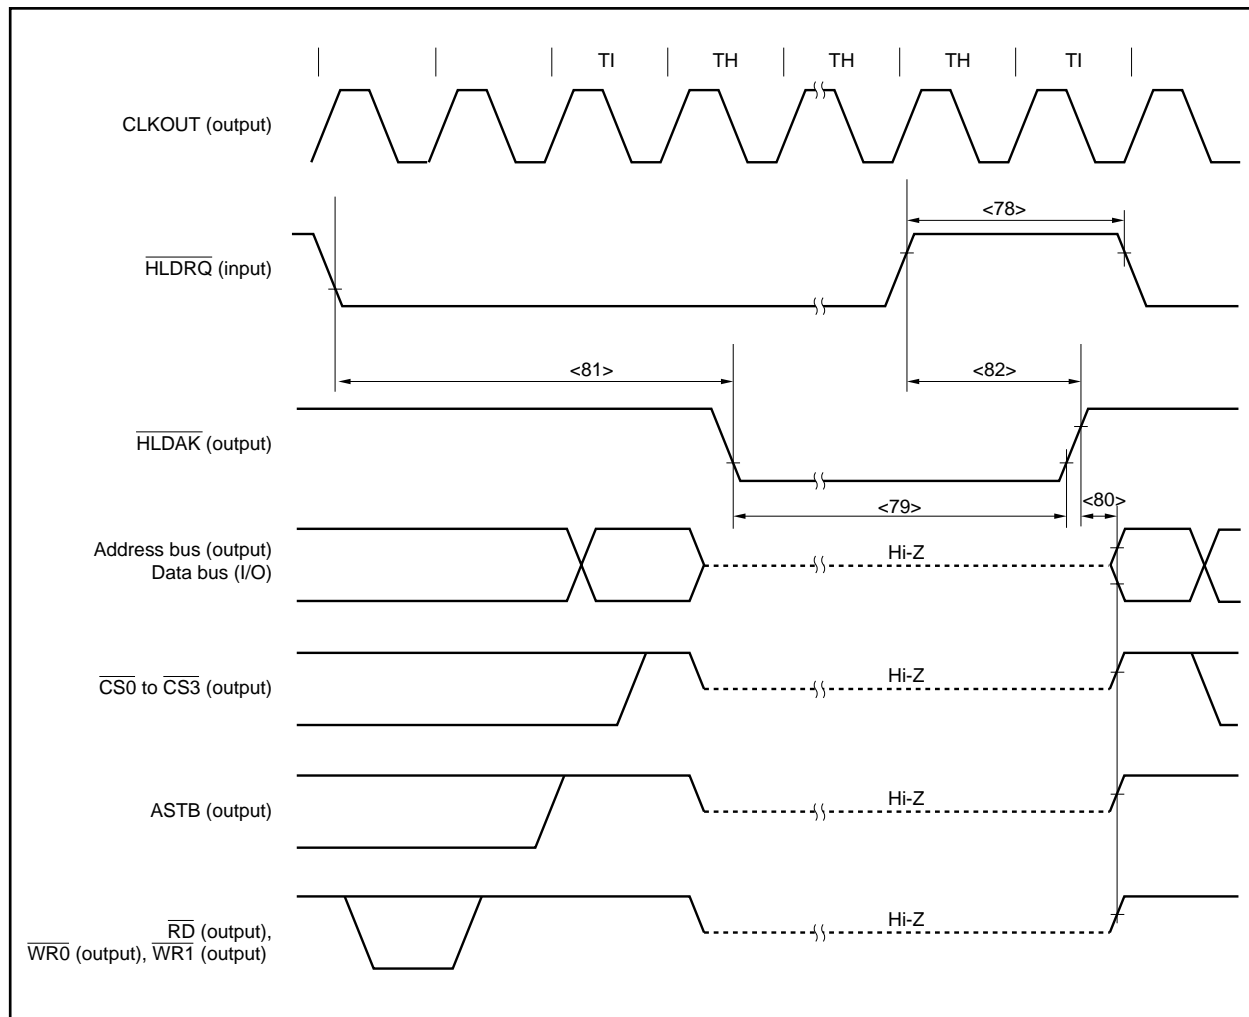 TI TH TH TH TI
CLKOUT (output)
<78>
HLDRQ (input)
<81> <82>
HLDAK (output)
<79> <80>
Address bus (output)
Data bus (I/O)
Hi-Z
CS0 to CS3 (output)
Hi-Z
ASTB (output)
Hi-Z
RD (output),
WR0 (output), WR1 (output)
Hi-Z